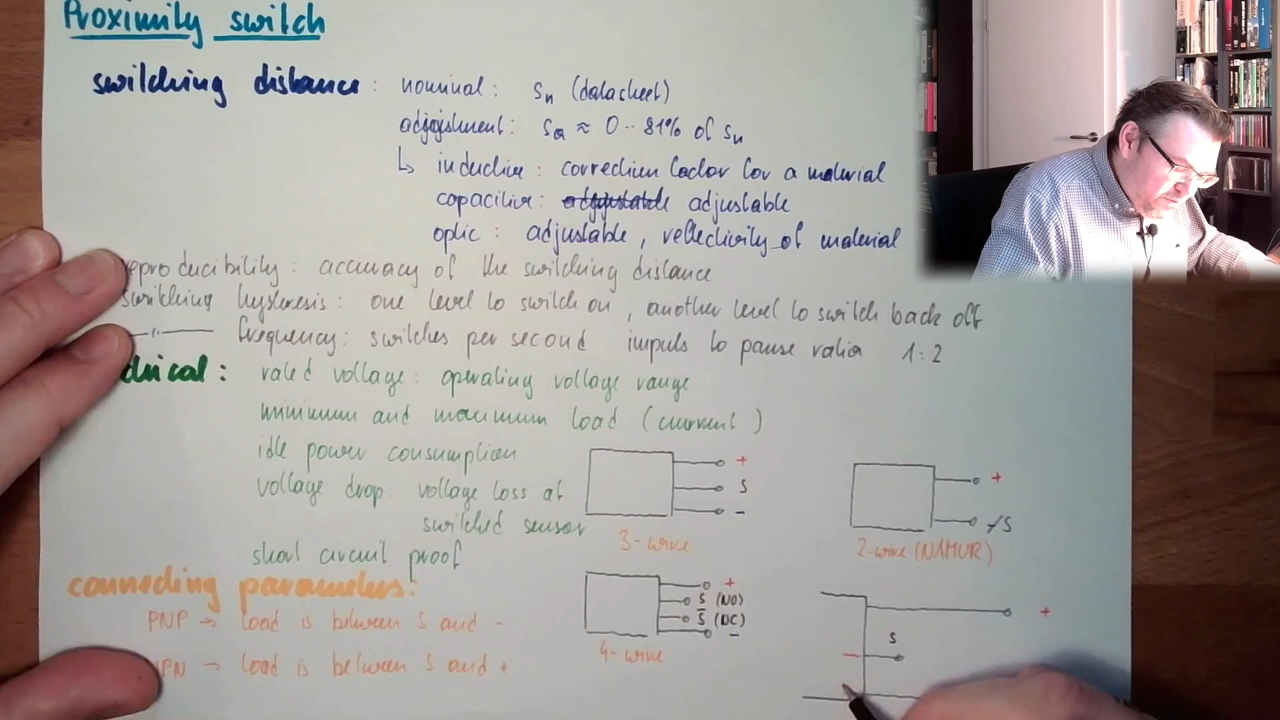 Proximity switch
switching distance: nominal: sn (datasheet)
adjustment: sa ≈ 0..81% of sn
↳ inductive: correction factor for a material
capacitive: adjustable
optic: adjustable, reflectivity of material
reproducibility: accuracy of the switching distance
switching hysteresis: one level to switch on, another level to switch back off
—"— frequency: switches per second impuls to pause ratio 1:2
trical: rated voltage: operating voltage range
minimum and maximum load (current)
idle power consumption
voltage drop: voltage loss at
switched sensor
short circuit proof
+
S
-
3-wire
+
-/S
2-wire (NAMUR)
connecting parameters:
PNP → load is between S and -
NPN → load is between S and +
+
S (NO)
S̅ (DC)
-
4-wire
+
S